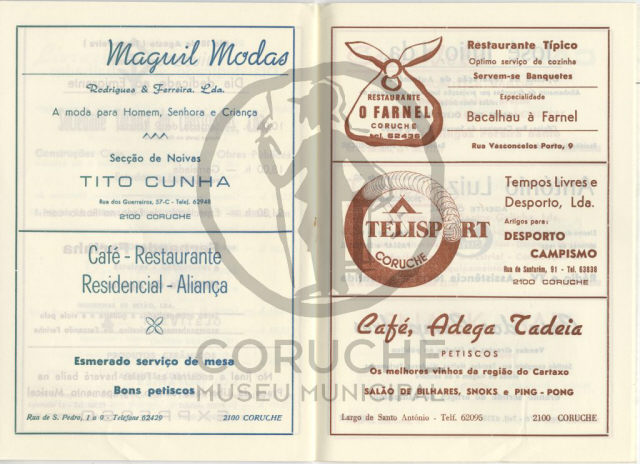 Maguil Modas
Rodrigues & Ferreira, Lda.
A moda para Homem, Senhora e Criança
Secção de Noivas
TITO CUNHA
Rua dos Guerreiros, 57-C - Telef. 62948
2100 CORUCHE
Café - Restaurante
Residencial - Aliança
Esmerado serviço de mesa
Bons petiscos
Rua de S. Pedro, 1 a 9 Telefone 62429 2100 CORUCHE
RESTAURANTE
O FARNEL
CORUCHE
tel. 62436
Restaurante Típico
Optimo serviço de cozinha
Servem-se Banquetes
Especialidade
Bacalhau à Farnel
Rua Vasconcelos Porto, 9
TELISPORT
CORUCHE
Tempos Livres e
Desporto, Lda.
Artigos para:
DESPORTO
CAMPISMO
Rua de Santarém, 91 - Tel. 63838
2100 CORUCHE
Café, Adega Tadeia
PETISCOS
Os melhores vinhos da região do Cartaxo
SALÃO DE BILHARES, SNOKS e PING - PONG
Largo de Santo António - Telf. 62095 2100 CORUCHE
CORUCHE
MUSEU MUNICIPAL